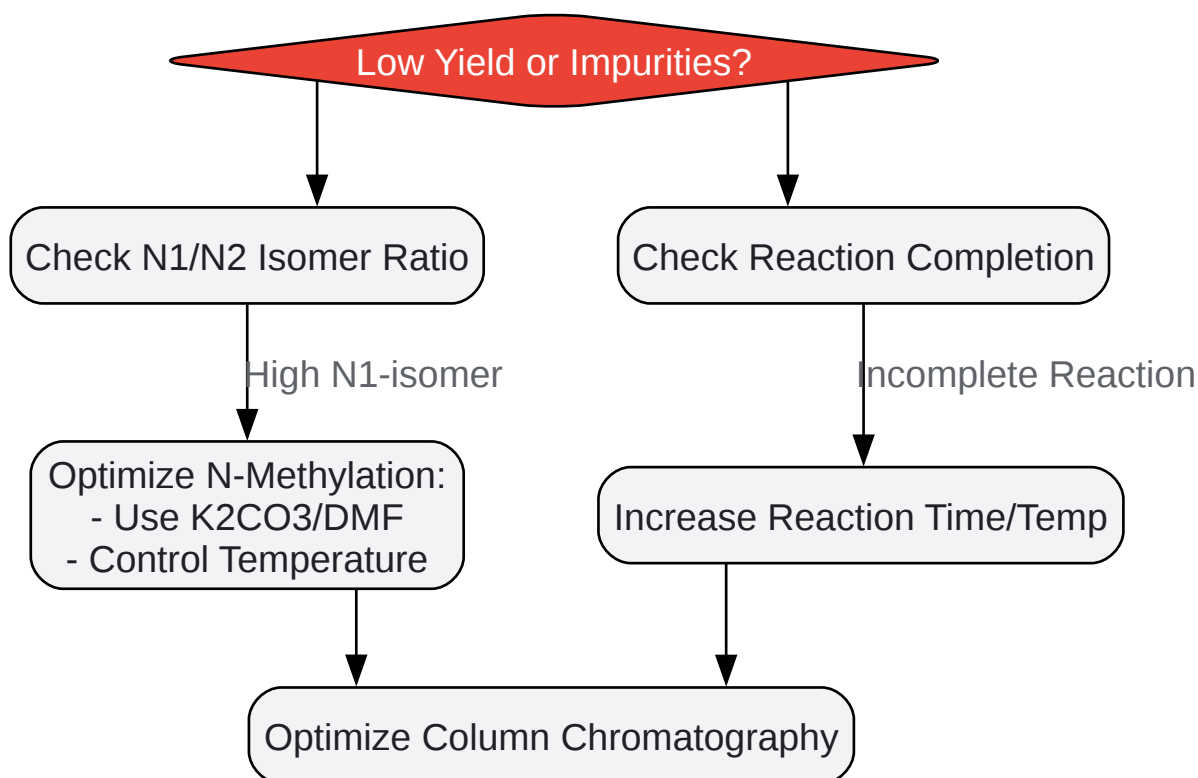 Low Yield or Impurities?
Check N1/N2 Isomer Ratio
Check Reaction Completion
High N1-isomer
Incomplete Reaction
Optimize N-Methylation:
- Use K2CO3/DMF
- Control Temperature
Increase Reaction Time/Temp
Optimize Column Chromatography